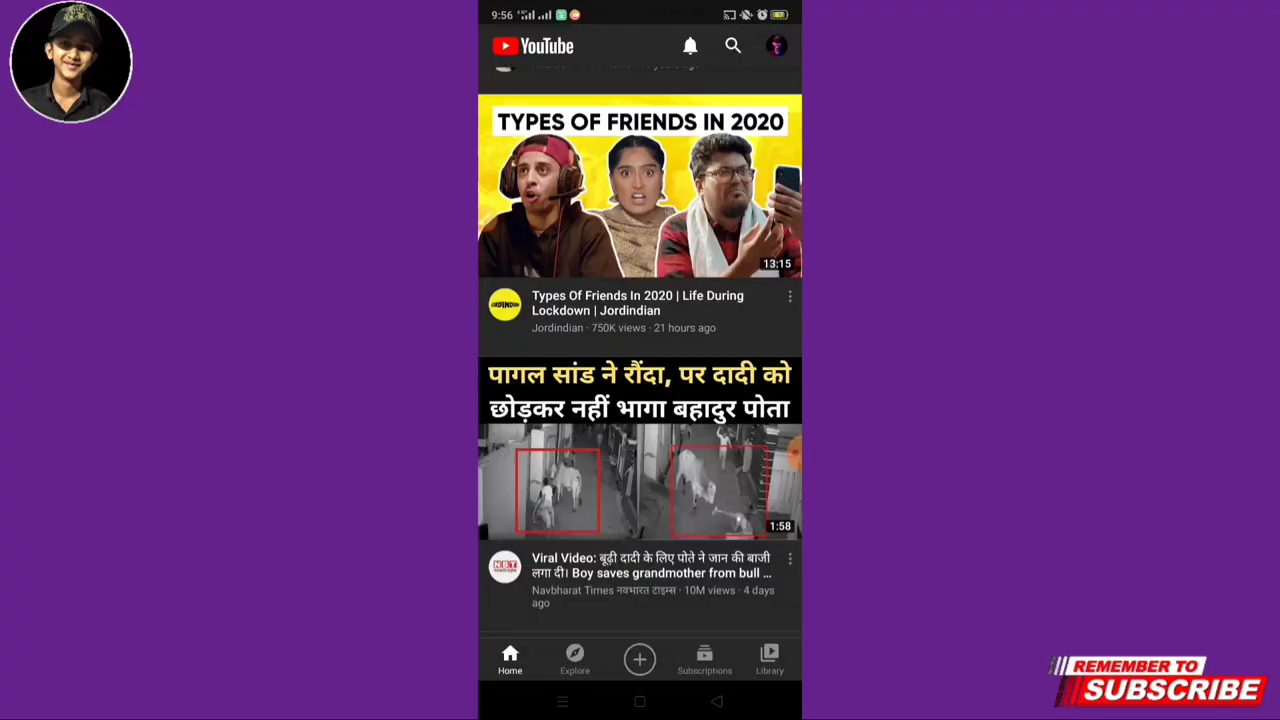 9:56
YouTube
TYPES OF FRIENDS IN 2020
13:15
JORDINDIAN
Types Of Friends In 2020 | Life During
Lockdown | Jordindian
Jordindian · 750K views · 21 hours ago
पागल सांड ने रौंदा, पर दादी को
छोड़कर नहीं भागा बहादुर पोता
1:58
NBT
Viral Video: बूढ़ी दादी के लिए पोते ने जान की बाजी
लगा दी। Boy saves grandmother from bull ...
Navbharat Times नवभारत टाइम्स · 10M views · 4 days
ago
Home
Explore
Subscriptions
Library
REMEMBER TO
SUBSCRIBE